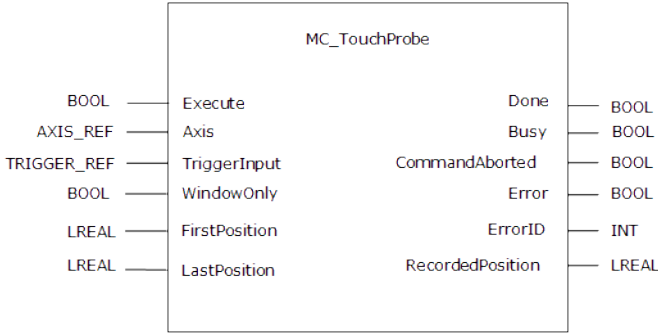 MC_TouchProbe
BOOL Execute Done BOOL
AXIS_REF Axis Busy BOOL
TRIGGER_REF TriggerInput CommandAborted BOOL
BOOL WindowOnly Error BOOL
LREAL FirstPosition ErrorID INT
LREAL LastPosition RecordedPosition LREAL